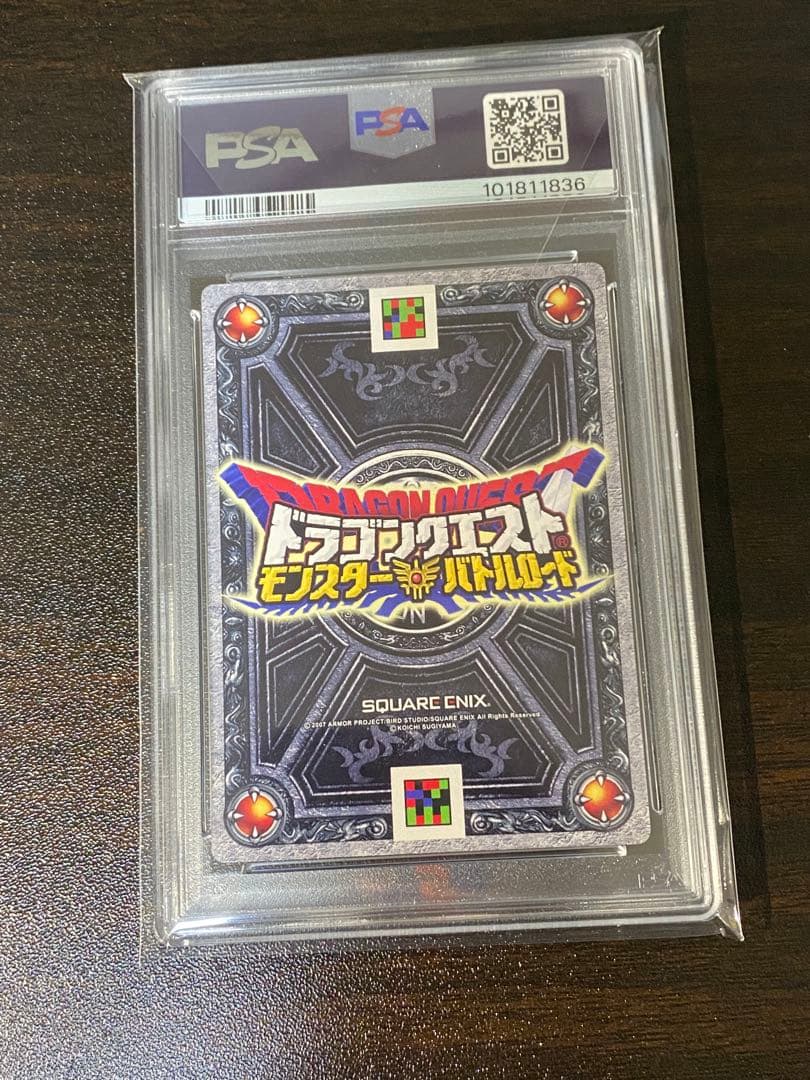 PSA
PSA
101811836
DRAGON QUEST
ドラゴンクエスト®
モンスターバトルロード
SQUARE ENIX®
© 2007 ARMOR PROJECT/BIRD STUDIO/SQUARE ENIX All Rights Reserved
© KOICHI SUGIYAMA